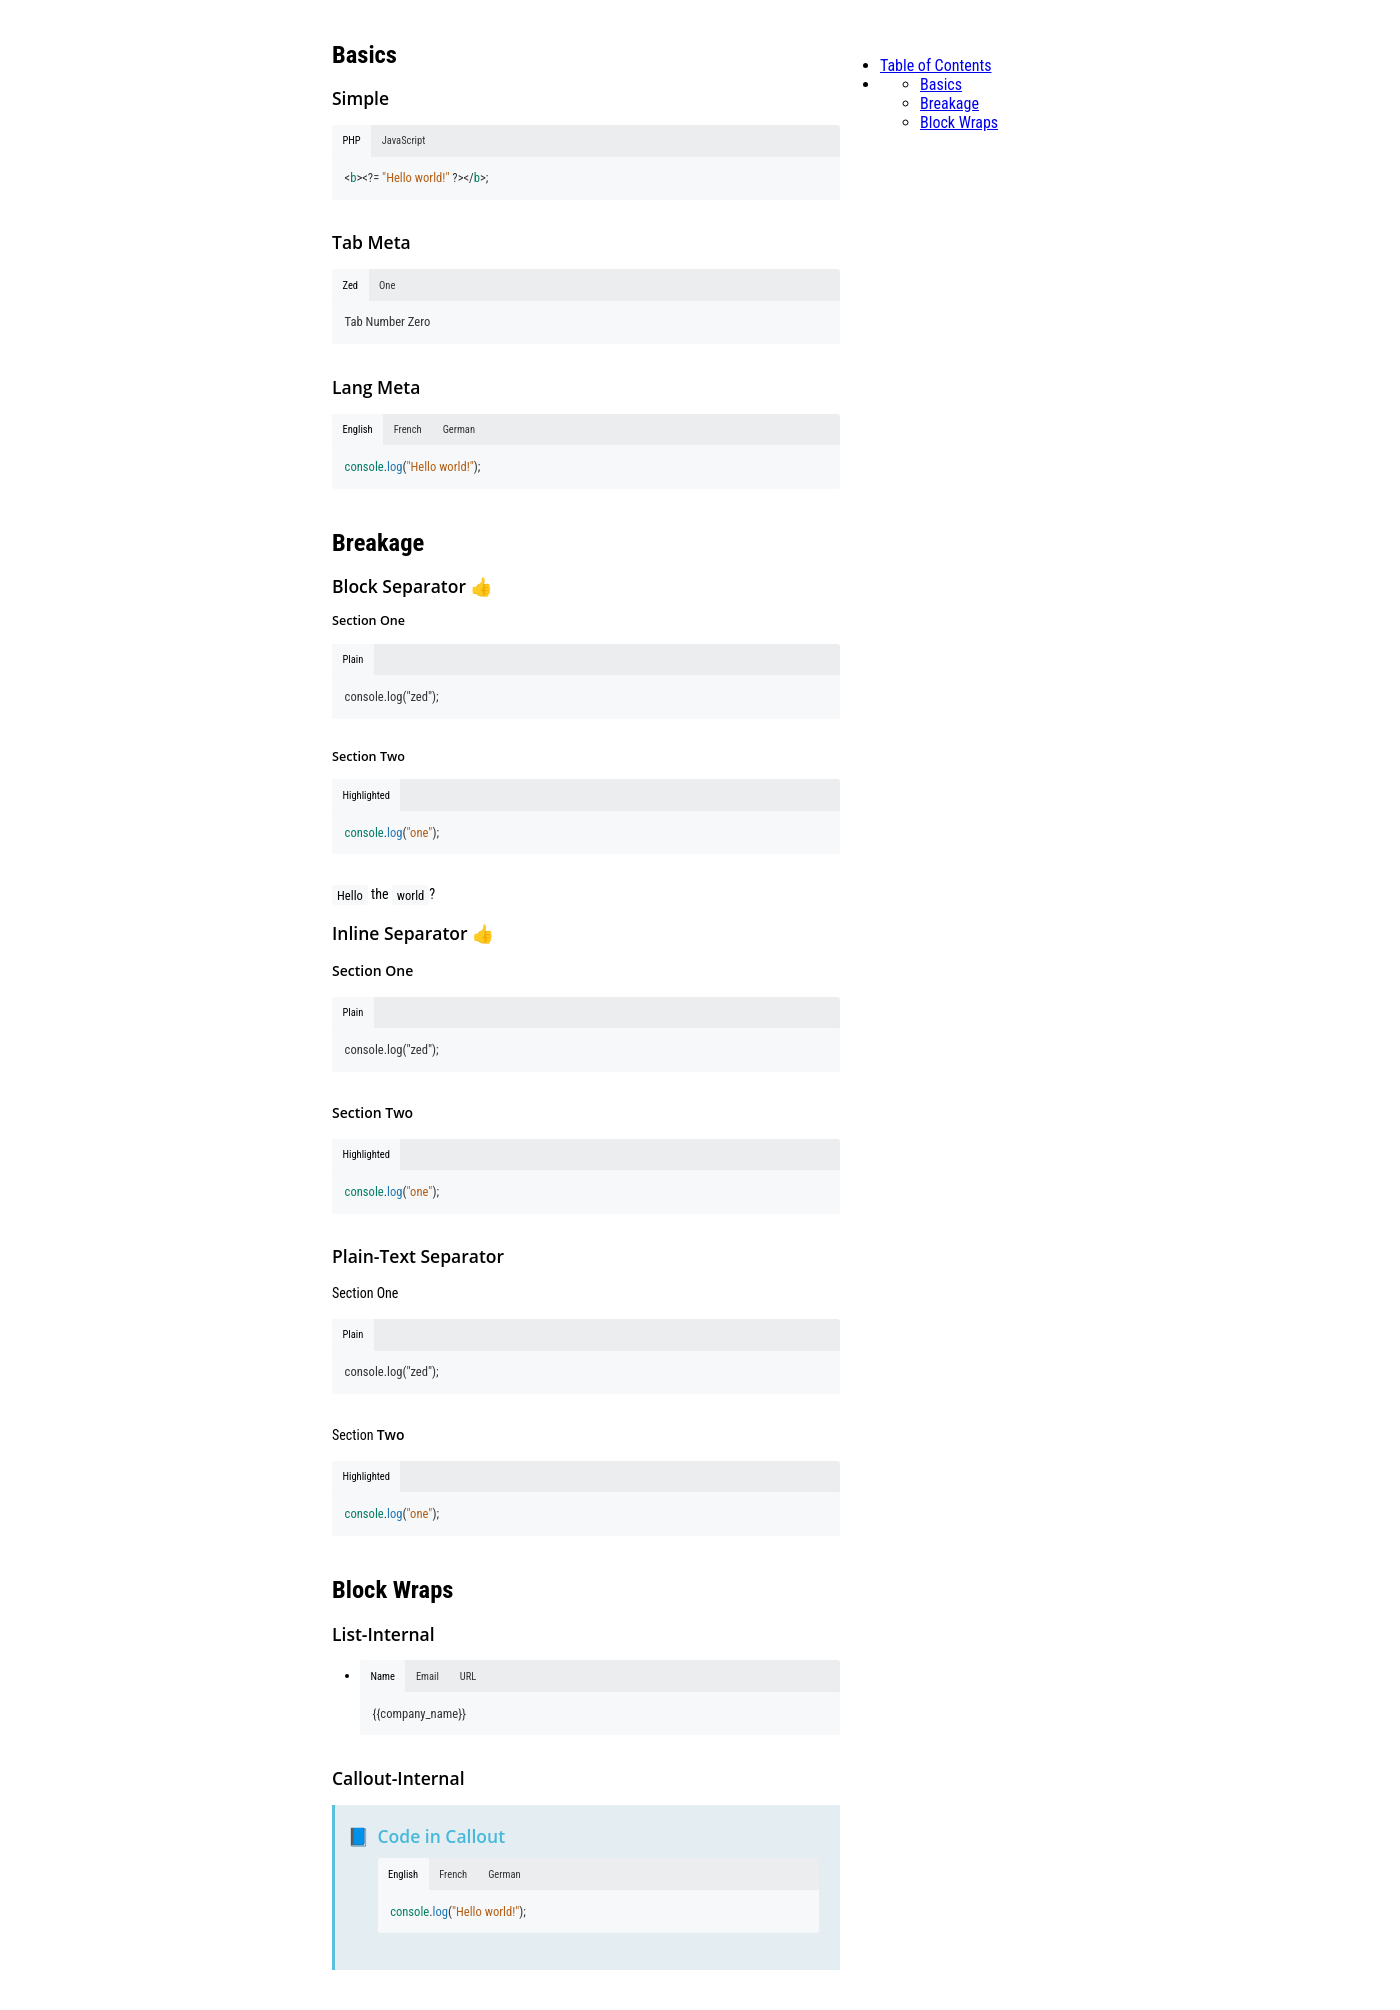 Basics
Simple
PHP JavaScript
<b><?= "Hello world!" ?></b>;
Tab Meta
Zed One
Tab Number Zero
Lang Meta
English French German
console.log("Hello world!");
Breakage
Block Separator 👍
Section One
Plain
console.log("zed");
Section Two
Highlighted
console.log("one");
Hello the world ?
Inline Separator 👍
Section One
Plain
console.log("zed");
Section Two
Highlighted
console.log("one");
Plain-Text Separator
Section One
Plain
console.log("zed");
Section Two
Highlighted
console.log("one");
Block Wraps
List-Internal
Name Email URL
{{company_name}}
Callout-Internal
📘 Code in Callout
English French German
console.log("Hello world!");
Table of Contents
Basics
Breakage
Block Wraps